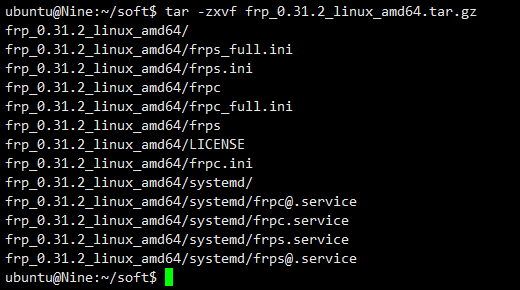 ubuntu@Nine:~/soft$ tar -zxvf frp_0.31.2_linux_amd64.tar.gz
frp_0.31.2_linux_amd64/
frp_0.31.2_linux_amd64/frps_full.ini
frp_0.31.2_linux_amd64/frps.ini
frp_0.31.2_linux_amd64/frpc
frp_0.31.2_linux_amd64/frpc_full.ini
frp_0.31.2_linux_amd64/frps
frp_0.31.2_linux_amd64/LICENSE
frp_0.31.2_linux_amd64/frpc.ini
frp_0.31.2_linux_amd64/systemd/
frp_0.31.2_linux_amd64/systemd/frpc@.service
frp_0.31.2_linux_amd64/systemd/frpc.service
frp_0.31.2_linux_amd64/systemd/frps.service
frp_0.31.2_linux_amd64/systemd/frps@.service
ubuntu@Nine:~/soft$